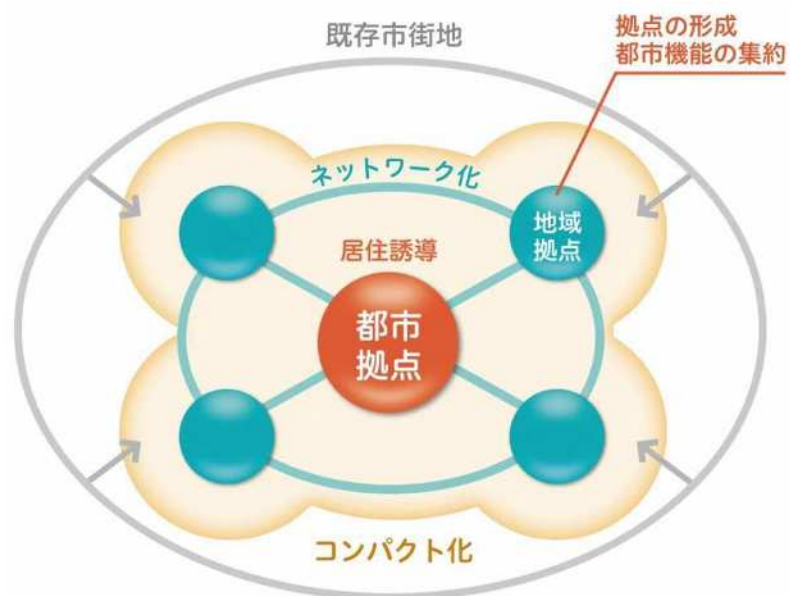 既存市街地
拠点の形成
都市機能の集約
ネットワーク化
地域
拠点
居住誘導
都市
拠点
コンパクト化